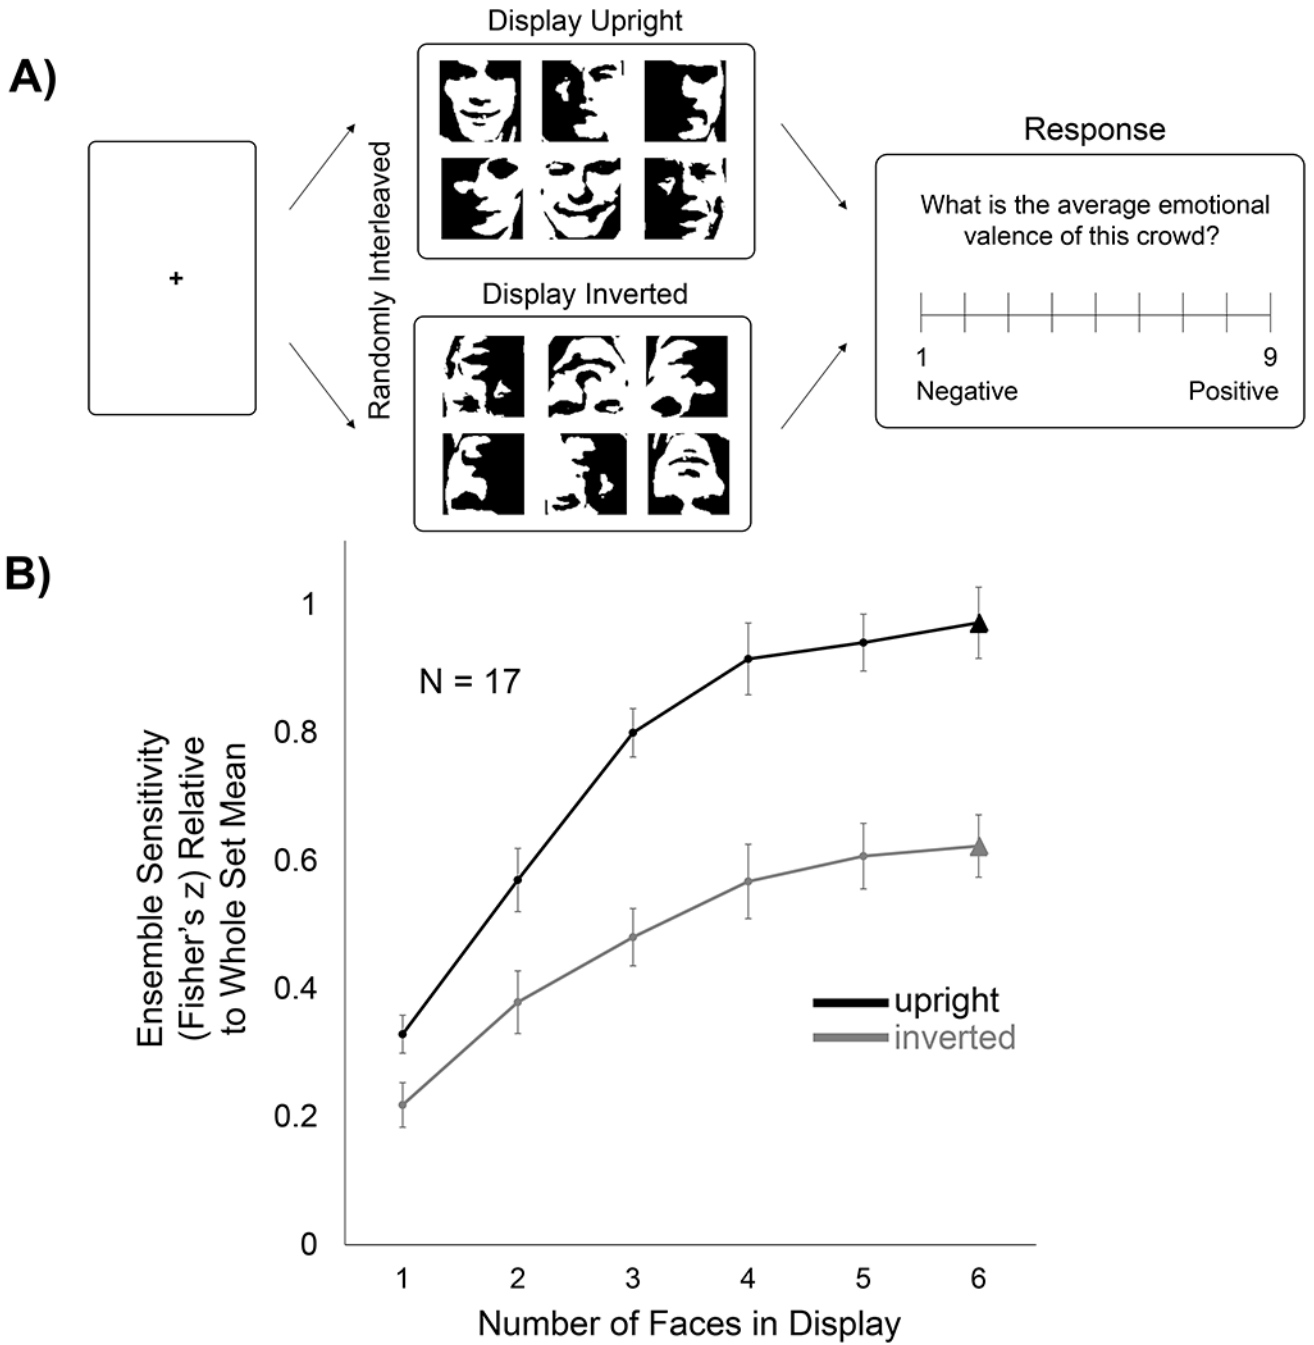 A)
+
Randomly Interleaved
Display Upright
Display Inverted
Response
What is the average emotional
valence of this crowd?
1
9
Negative
Positive
B)
Ensemble Sensitivity
(Fisher's z) Relative
to Whole Set Mean
1
0.8
0.6
0.4
0.2
0
N = 17
upright
inverted
1 2 3 4 5 6
Number of Faces in Display